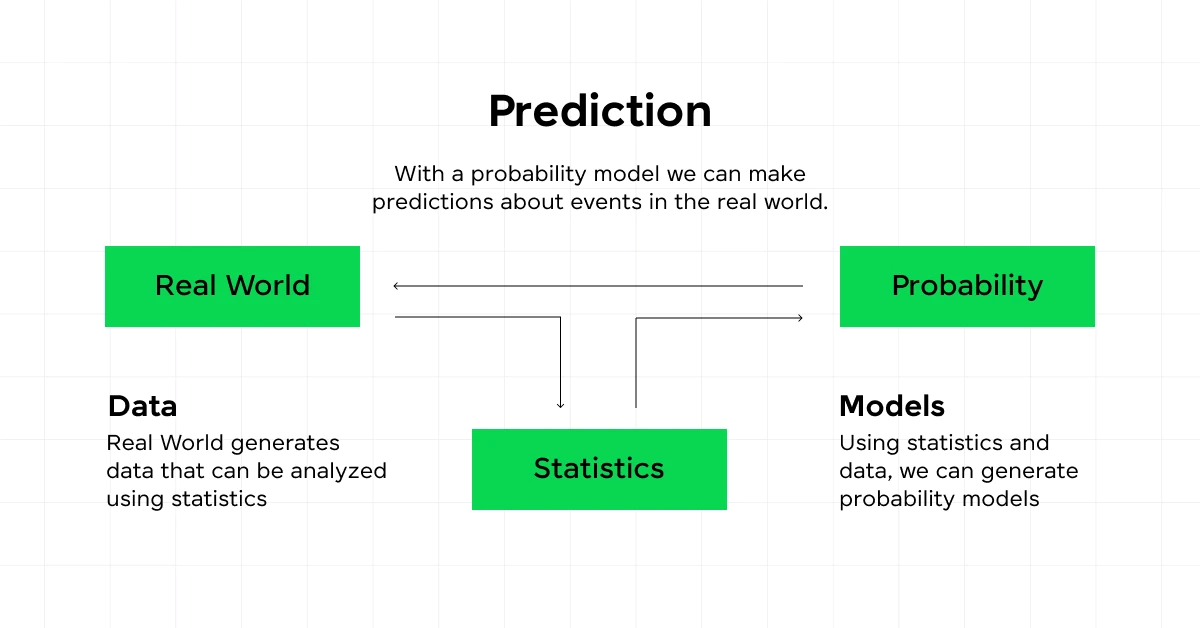 Prediction
With a probability model we can make
predictions about events in the real world.
Real World
Probability
Data
Real World generates
data that can be analyzed
using statistics
Statistics
Models
Using statistics and
data, we can generate
probability models